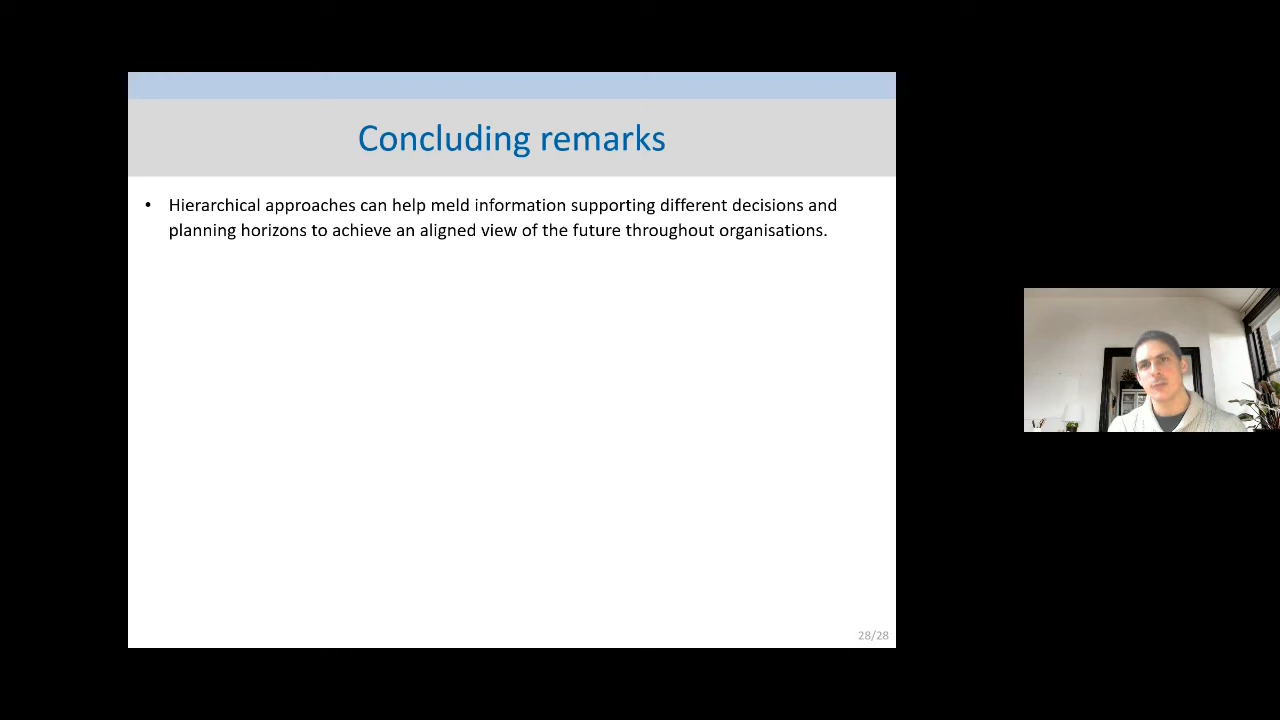 Concluding remarks
• Hierarchical approaches can help meld information supporting different decisions and
planning horizons to achieve an aligned view of the future throughout organisations.
28/28